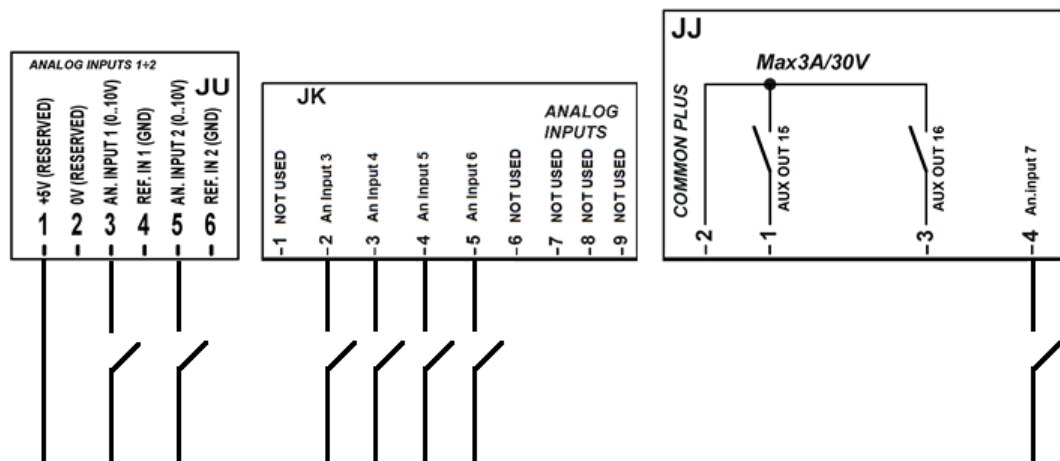 ANALOG INPUTS 1÷2
JU
+5V (RESERVED)
0V (RESERVED)
AN. INPUT 1 (0..10V)
REF. IN 1 (GND)
AN. INPUT 2 (0..10V)
REF. IN 2 (GND)
1 2 3 4 5 6
JK
ANALOG
INPUTS
NOT USED
An Input 3
An Input 4
An Input 5
An Input 6
NOT USED
NOT USED
NOT USED
NOT USED
1 2 3 4 5 6 7 8 9
JJ
Max3A/30V
COMMON PLUS
AUX OUT 15
AUX OUT 16
An.input 7
2 1 3 4